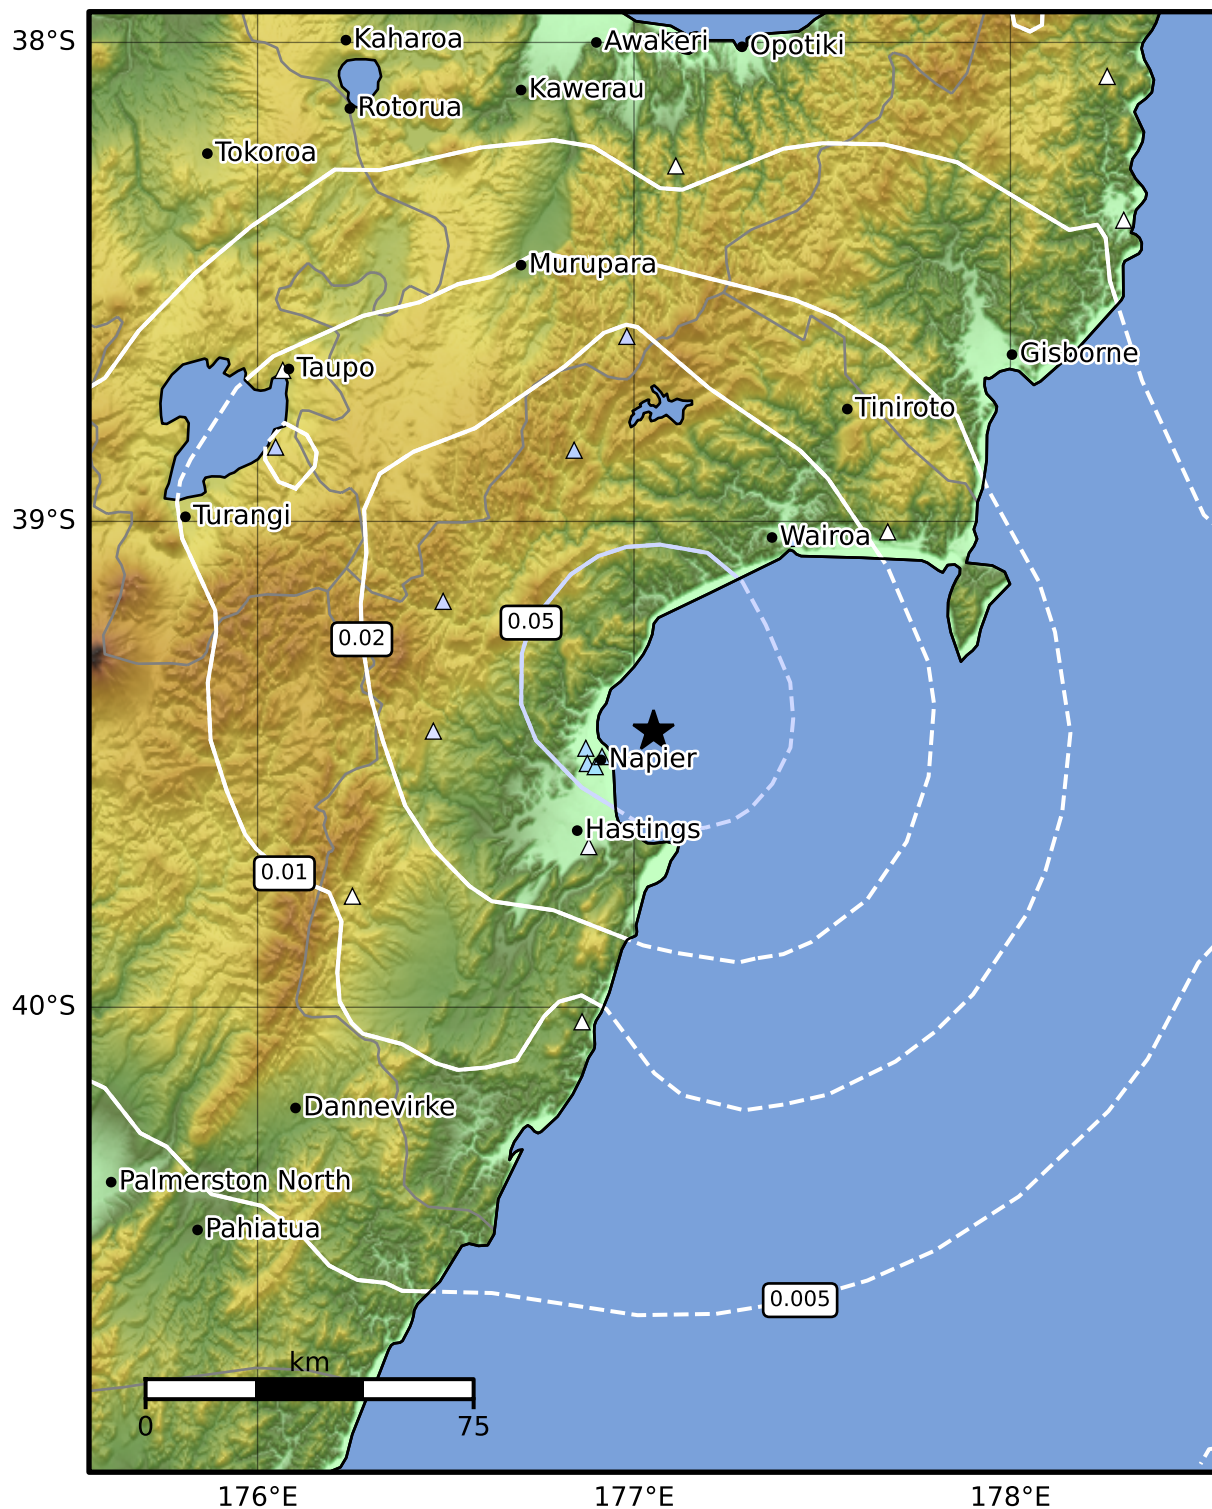 38°S
Kaharoa
Awakeri
Opotiki
Kawerau
Rotorua
Tokoroa
Murupara
Gisborne
Taupo
Tiniroto
Turangi
39°S
Wairoa
0.05
0.02
Napier
Hastings
0.01
40°S
Dannevirke
Palmerston North
Pahiatua
0.005
km
0
75
176°E
177°E
178°E